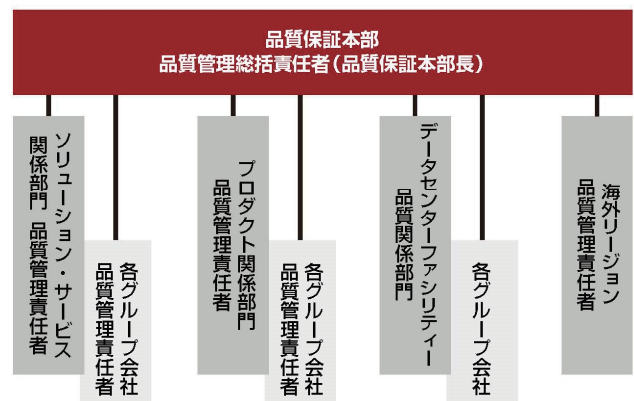 品質保証本部
品質管理総括責任者(品質保証本部長)
ソリューション・サービス
関係部門 品質管理責任者
各グループ会社
品質管理責任者
プロダクト関係部門
品質管理責任者
各グループ会社
品質管理責任者
データセンターファシリティー
品質関係部門
各グループ会社
海外リージョン
品質管理責任者